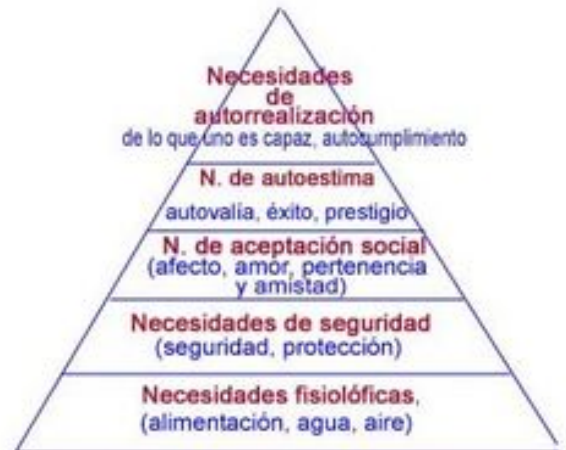 Necesidades
de
autorrealización
de lo que uno es capaz, autocumplimiento
N. de autoestima
autovalía, éxito, prestigio
N. de aceptación social
(afecto, amor, pertenencia
y amistad)
Necesidades de seguridad
(seguridad, protección)
Necesidades fisiolóficas,
(alimentación, agua, aire)